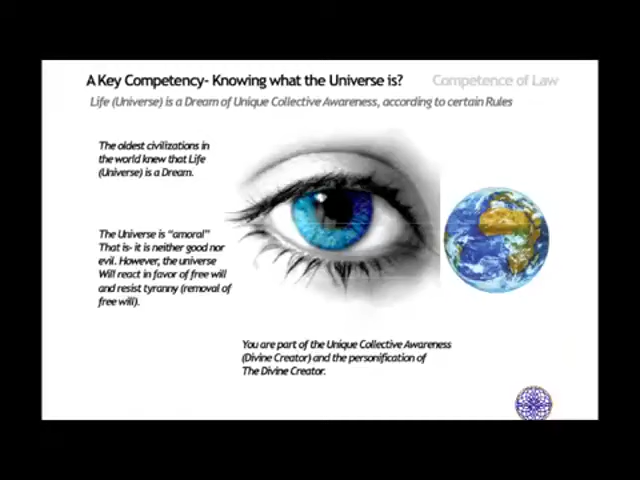 A Key Competency- Knowing what the Universe is?
Competence of Law
Life (Universe) is a Dream of Unique Collective Awareness, according to certain Rules
The oldest civilizations in
the world knew that Life
(Universe) is a Dream.
The Universe is "amoral"
That is- it is neither good nor
evil. However, the universe
Will react in favor of free will
and resist tyranny (removal of
free will).
You are part of the Unique Collective Awareness
(Divine Creator) and the personification of
The Divine Creator.